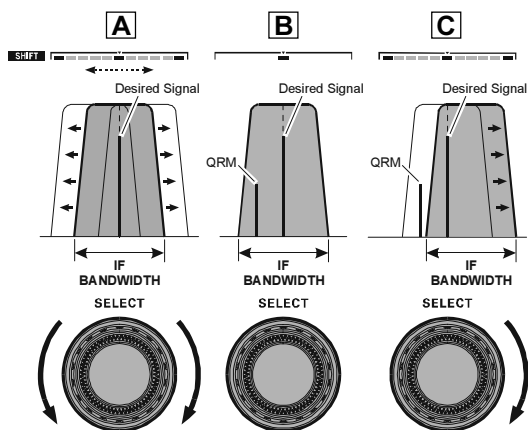 A
B
C
SHIFT
Desired Signal
Desired Signal
Desired Signal
QRM
QRM
IF
BANDWIDTH
IF
BANDWIDTH
IF
BANDWIDTH
SELECT
SELECT
SELECT